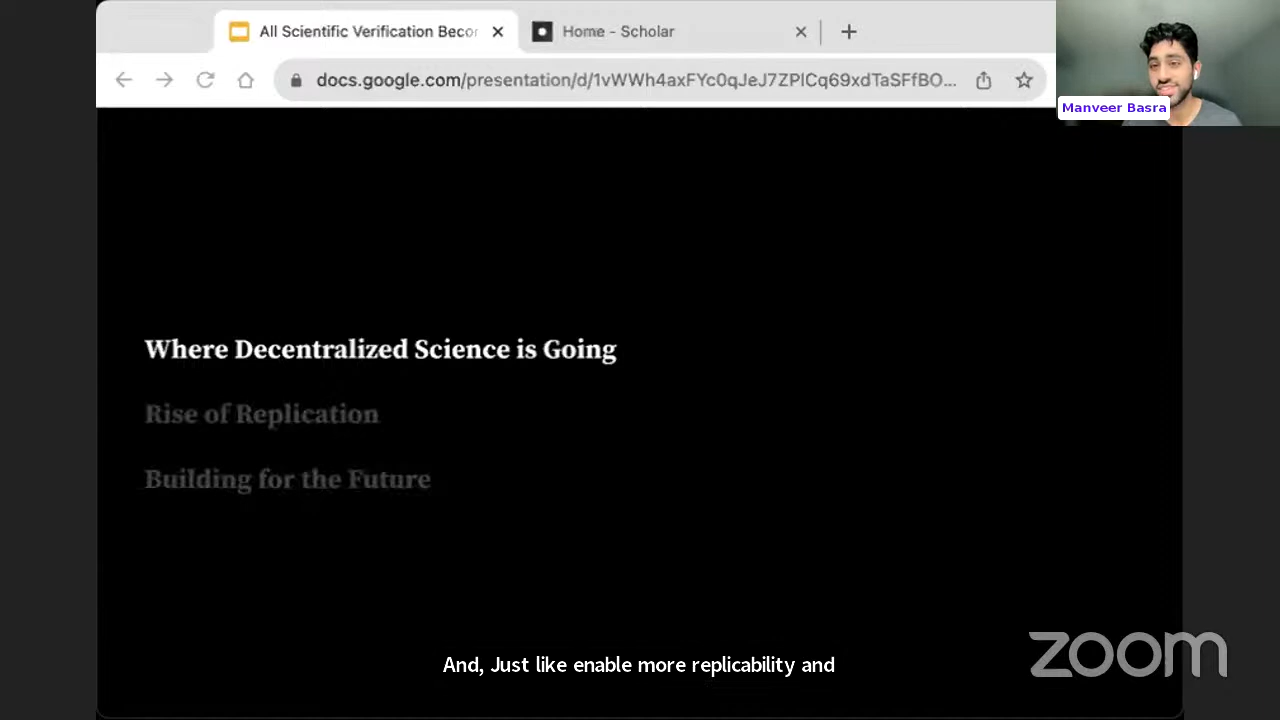 All Scientific Verification Becor
Home - Scholar
docs.google.com/presentation/d/1vWWh4axFYc0qJeJ7ZPlCq69xdTaSFfBO...
Manveer Basra
Where Decentralized Science is Going
Rise of Replication
Building for the Future
And, Just like enable more replicability and
zoom